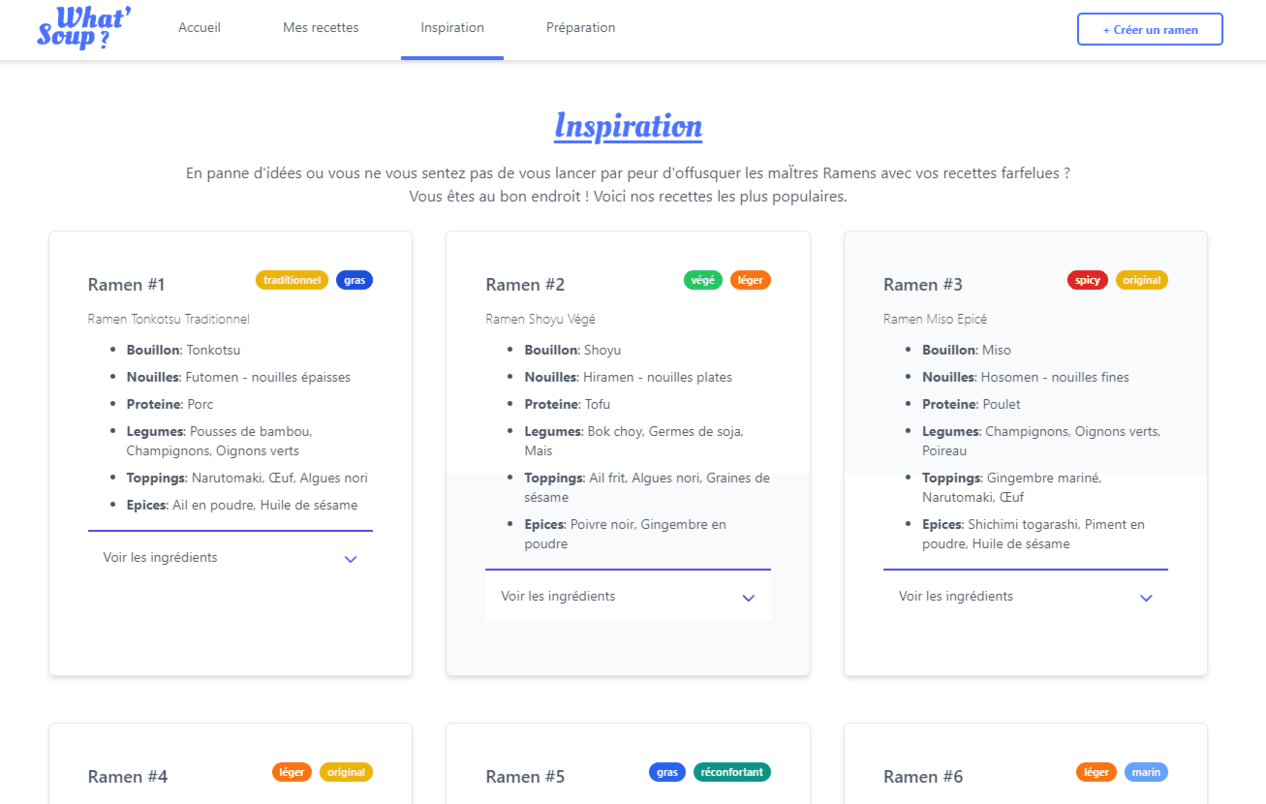 What'
Soup ?
Accueil
Mes recettes
Inspiration
Préparation
+ Créer un ramen
Inspiration
En panne d'idées ou vous ne vous sentez pas de vous lancer par peur d'offusquer les maÎtres Ramens avec vos recettes farfelues ?
Vous êtes au bon endroit ! Voici nos recettes les plus populaires.
Ramen #1
traditionnel
gras
Ramen Tonkotsu Traditionnel
• Bouillon: Tonkotsu
• Nouilles: Futomen - nouilles épaisses
• Proteine: Porc
• Legumes: Pousses de bambou,
Champignons, Oignons verts
• Toppings: Narutomaki, Œuf, Algues nori
• Epices: Ail en poudre, Huile de sésame
Voir les ingrédients
Ramen #2
végé
léger
Ramen Shoyu Végé
• Bouillon: Shoyu
• Nouilles: Hiramen - nouilles plates
• Proteine: Tofu
• Legumes: Bok choy, Germes de soja,
Mais
• Toppings: Ail frit, Algues nori, Graines de
sésame
• Epices: Poivre noir, Gingembre en
poudre
Voir les ingrédients
Ramen #3
spicy
original
Ramen Miso Epicé
• Bouillon: Miso
• Nouilles: Hosomen - nouilles fines
• Proteine: Poulet
• Legumes: Champignons, Oignons verts,
Poireau
• Toppings: Gingembre mariné,
Narutomaki, Œuf
• Epices: Shichimi togarashi, Piment en
poudre, Huile de sésame
Voir les ingrédients
Ramen #4
léger
original
Ramen #5
gras
réconfortant
Ramen #6
léger
marin